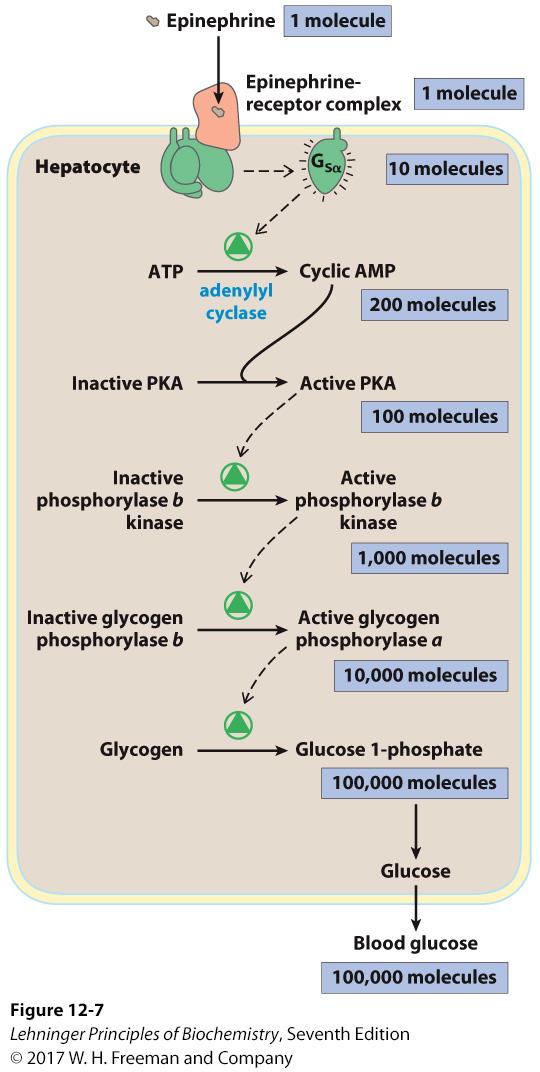 Epinephrine 1 molecule
Epinephrine-
receptor complex
1 molecule
Hepatocyte
GSα
10 molecules
ATP
Cyclic AMP
adenylyl
cyclase
200 molecules
Inactive PKA
Active PKA
100 molecules
Inactive
phosphorylase b
kinase
Active
phosphorylase b
kinase
1,000 molecules
Inactive glycogen
phosphorylase b
Active glycogen
phosphorylase a
10,000 molecules
Glycogen
Glucose 1-phosphate
100,000 molecules
Glucose
Blood glucose
100,000 molecules
Figure 12-7
Lehninger Principles of Biochemistry, Seventh Edition
© 2017 W. H. Freeman and Company